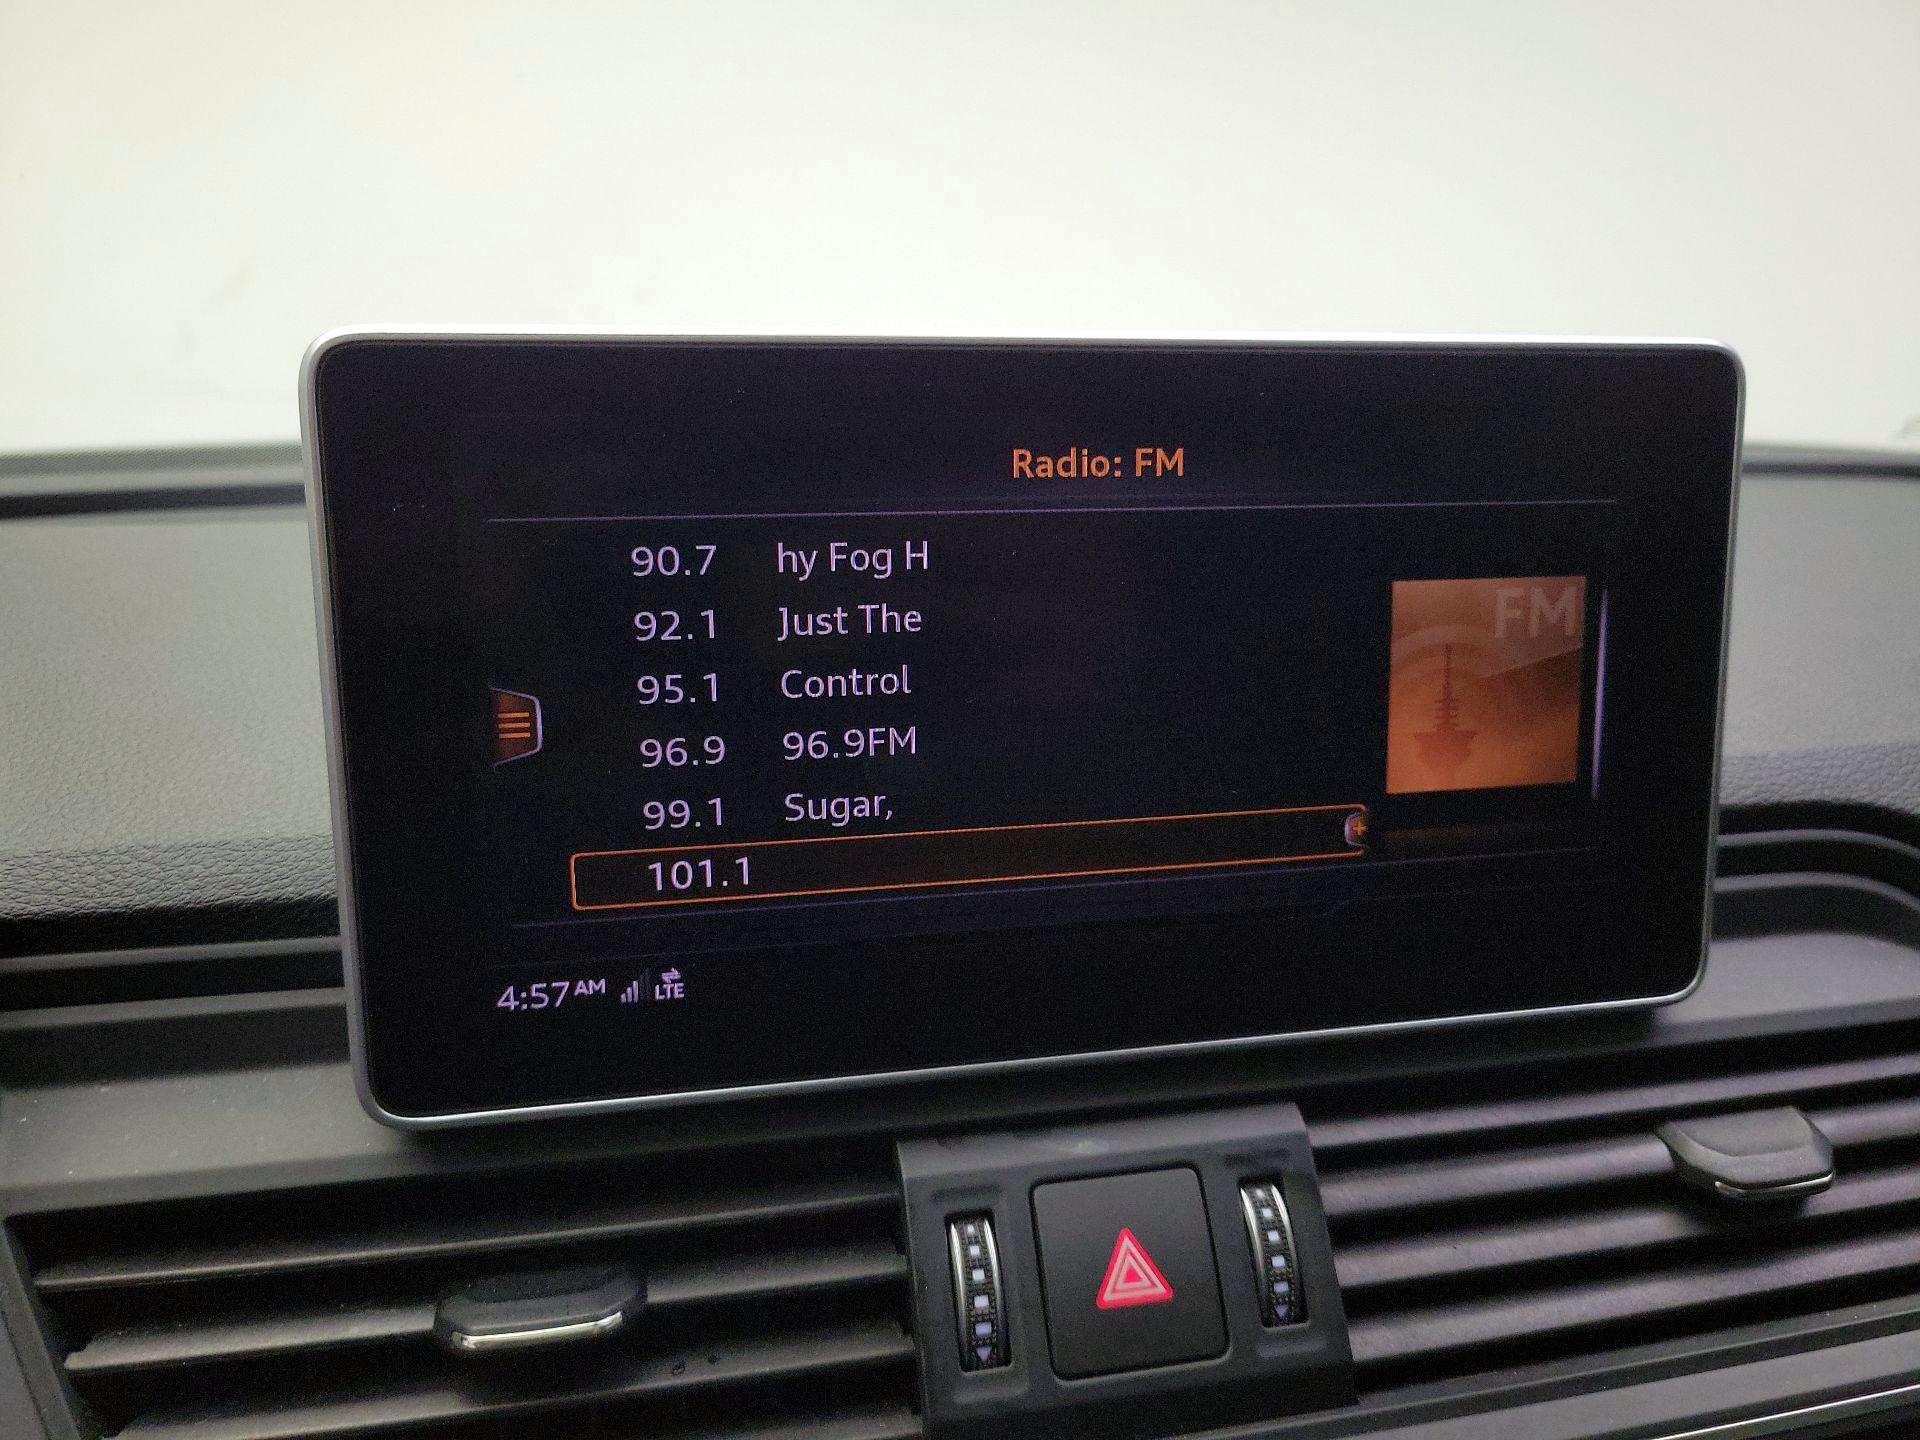 Radio: FM
90.7 hy Fog H
92.1 Just The
95.1 Control
96.9 96.9FM
99.1 Sugar,
101.1
FM
4:57 AM LTE